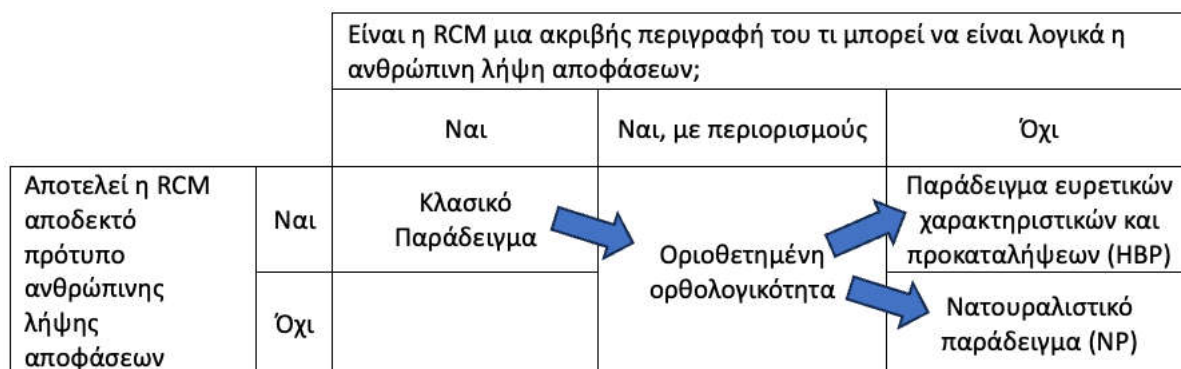 Είναι η RCM μια ακριβής περιγραφή του τι μπορεί να είναι λογικά η
ανθρώπινη λήψη αποφάσεων;
Ναι
Ναι, με περιορισμούς
Όχι
Αποτελεί η RCM
αποδεκτό
πρότυπο
ανθρώπινης
λήψης
αποφάσεων
Ναι
Κλασικό
Παράδειγμα
Οριοθετημένη
ορθολογικότητα
Παράδειγμα ευρετικών
χαρακτηριστικών και
προκαταλήψεων (HBP)
Όχι
Νατουραλιστικό
παράδειγμα (NP)